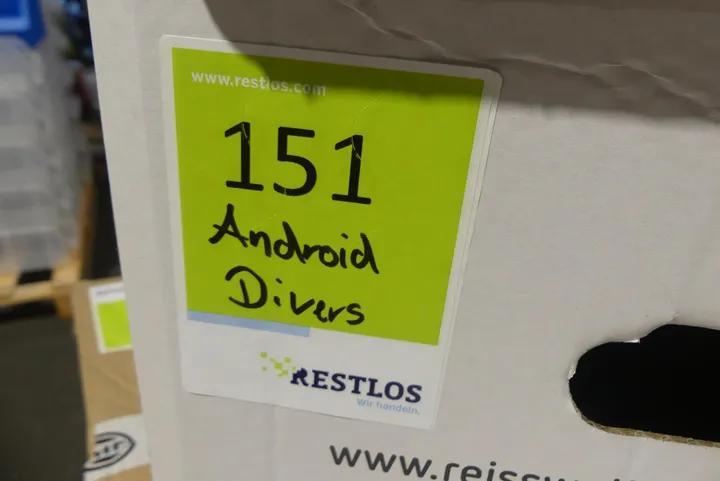 www.restlos.com
151
Android
Divers
RESTLOS
Wir handeln.